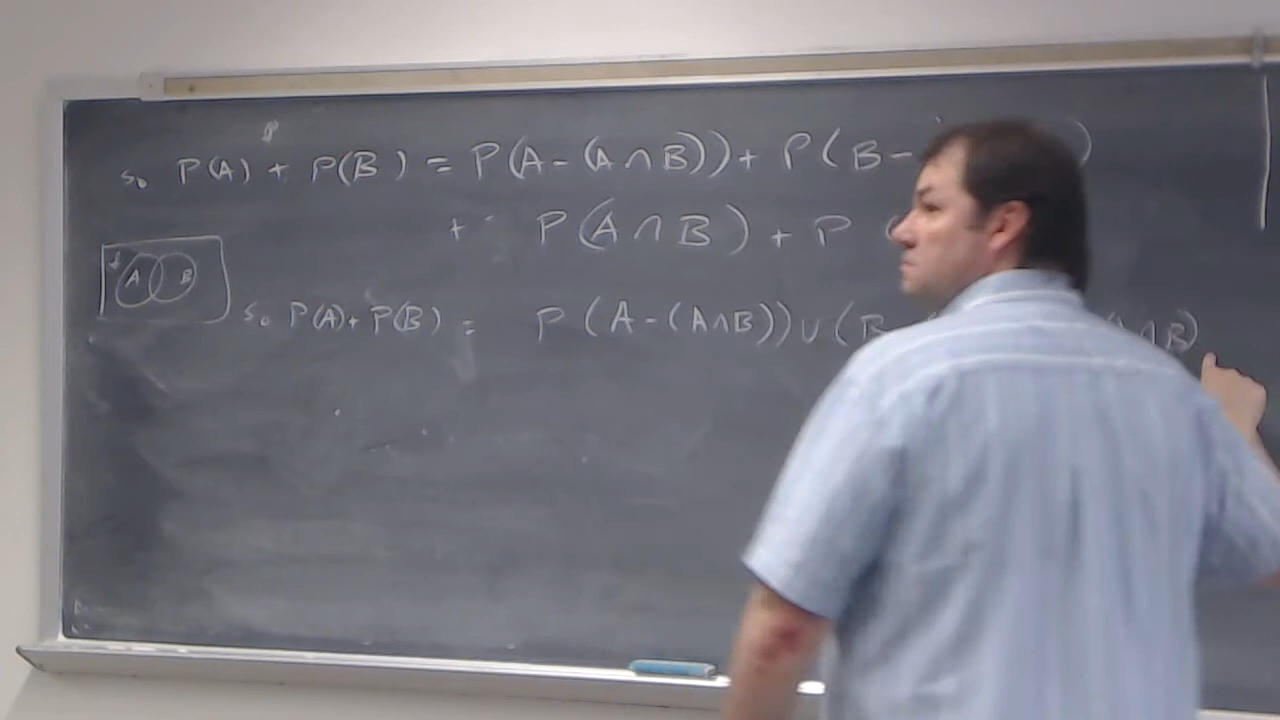 so P(A) + P(B) = P(A - (A ∩ B)) + P(B - )
+ P(A ∩ B) + P (
A B
so P(A) + P(B) = P (A - (A ∩ B)) ∪ (B - ∩ B)